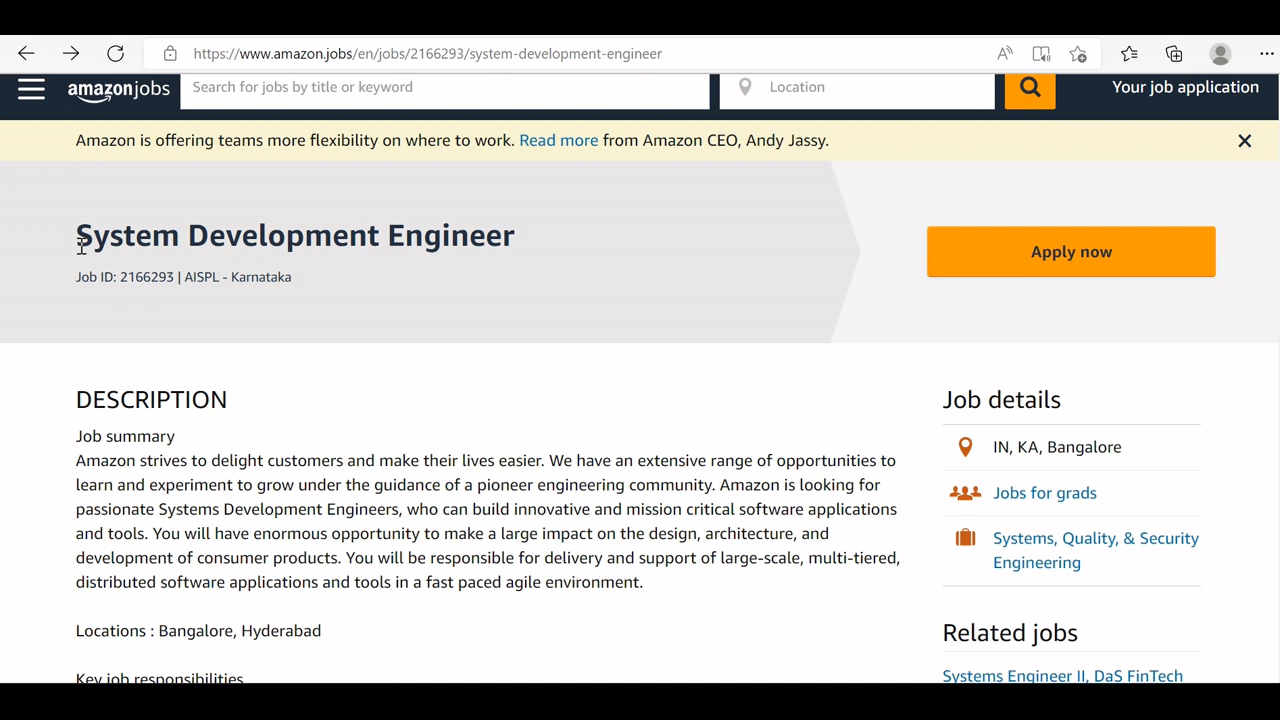 https://www.amazon.jobs/en/jobs/2166293/system-development-engineer
amazonjobs
Search for jobs by title or keyword
Location
Your job application
Amazon is offering teams more flexibility on where to work. Read more from Amazon CEO, Andy Jassy.
System Development Engineer
Job ID: 2166293 | AISPL - Karnataka
Apply now
DESCRIPTION
Job summary
Amazon strives to delight customers and make their lives easier. We have an extensive range of opportunities to
learn and experiment to grow under the guidance of a pioneer engineering community. Amazon is looking for
passionate Systems Development Engineers, who can build innovative and mission critical software applications
and tools. You will have enormous opportunity to make a large impact on the design, architecture, and
development of consumer products. You will be responsible for delivery and support of large-scale, multi-tiered,
distributed software applications and tools in a fast paced agile environment.
Locations : Bangalore, Hyderabad
Key job responsibilities
Job details
IN, KA, Bangalore
Jobs for grads
Systems, Quality, & Security
Engineering
Related jobs
Systems Engineer II, DaS FinTech